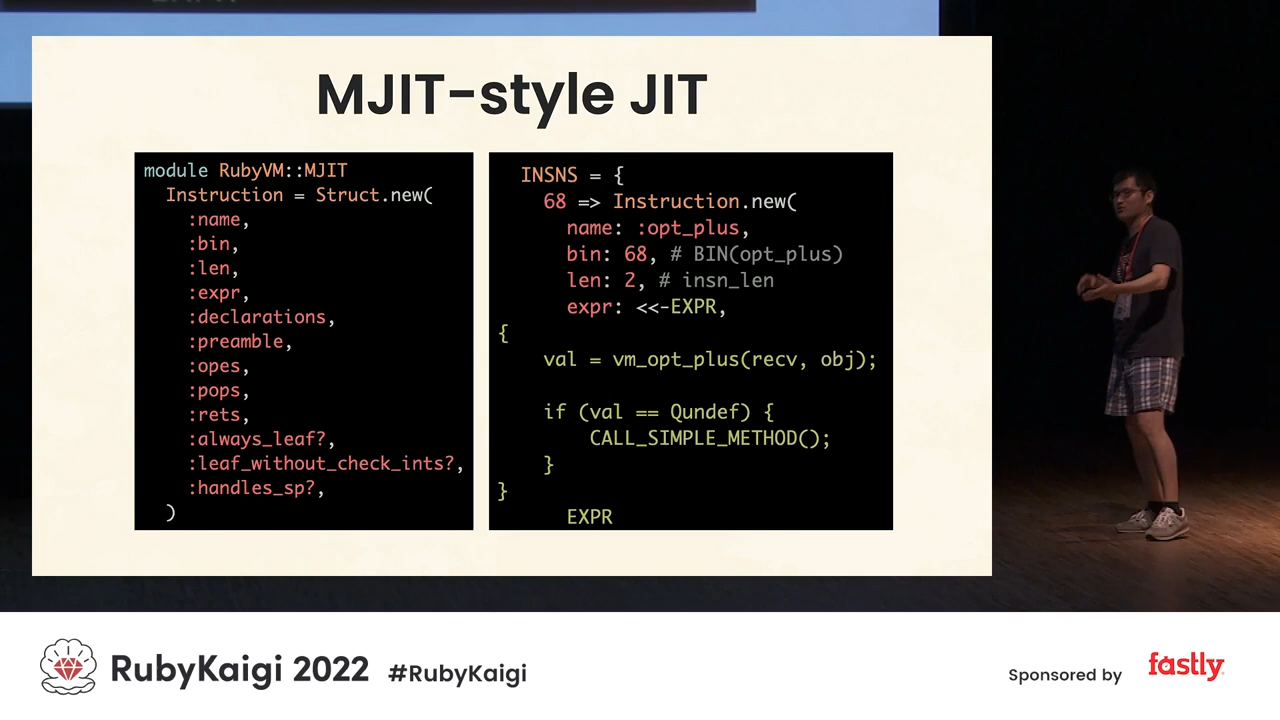 MJIT-style JIT
module RubyVM::MJIT
  Instruction = Struct.new(
    :name,
    :bin,
    :len,
    :expr,
    :declarations,
    :preamble,
    :opes,
    :pops,
    :rets,
    :always_leaf?,
    :leaf_without_check_ints?,
    :handles_sp?,
  )
  INSNS = {
    68 => Instruction.new(
      name: :opt_plus,
      bin: 68, # BIN(opt_plus)
      len: 2, # insn_len
      expr: <<-EXPR,
{
    val = vm_opt_plus(recv, obj);
    if (val == Qundef) {
        CALL_SIMPLE_METHOD();
    }
}
      EXPR
RubyKaigi 2022 #RubyKaigi
Sponsored by fastly